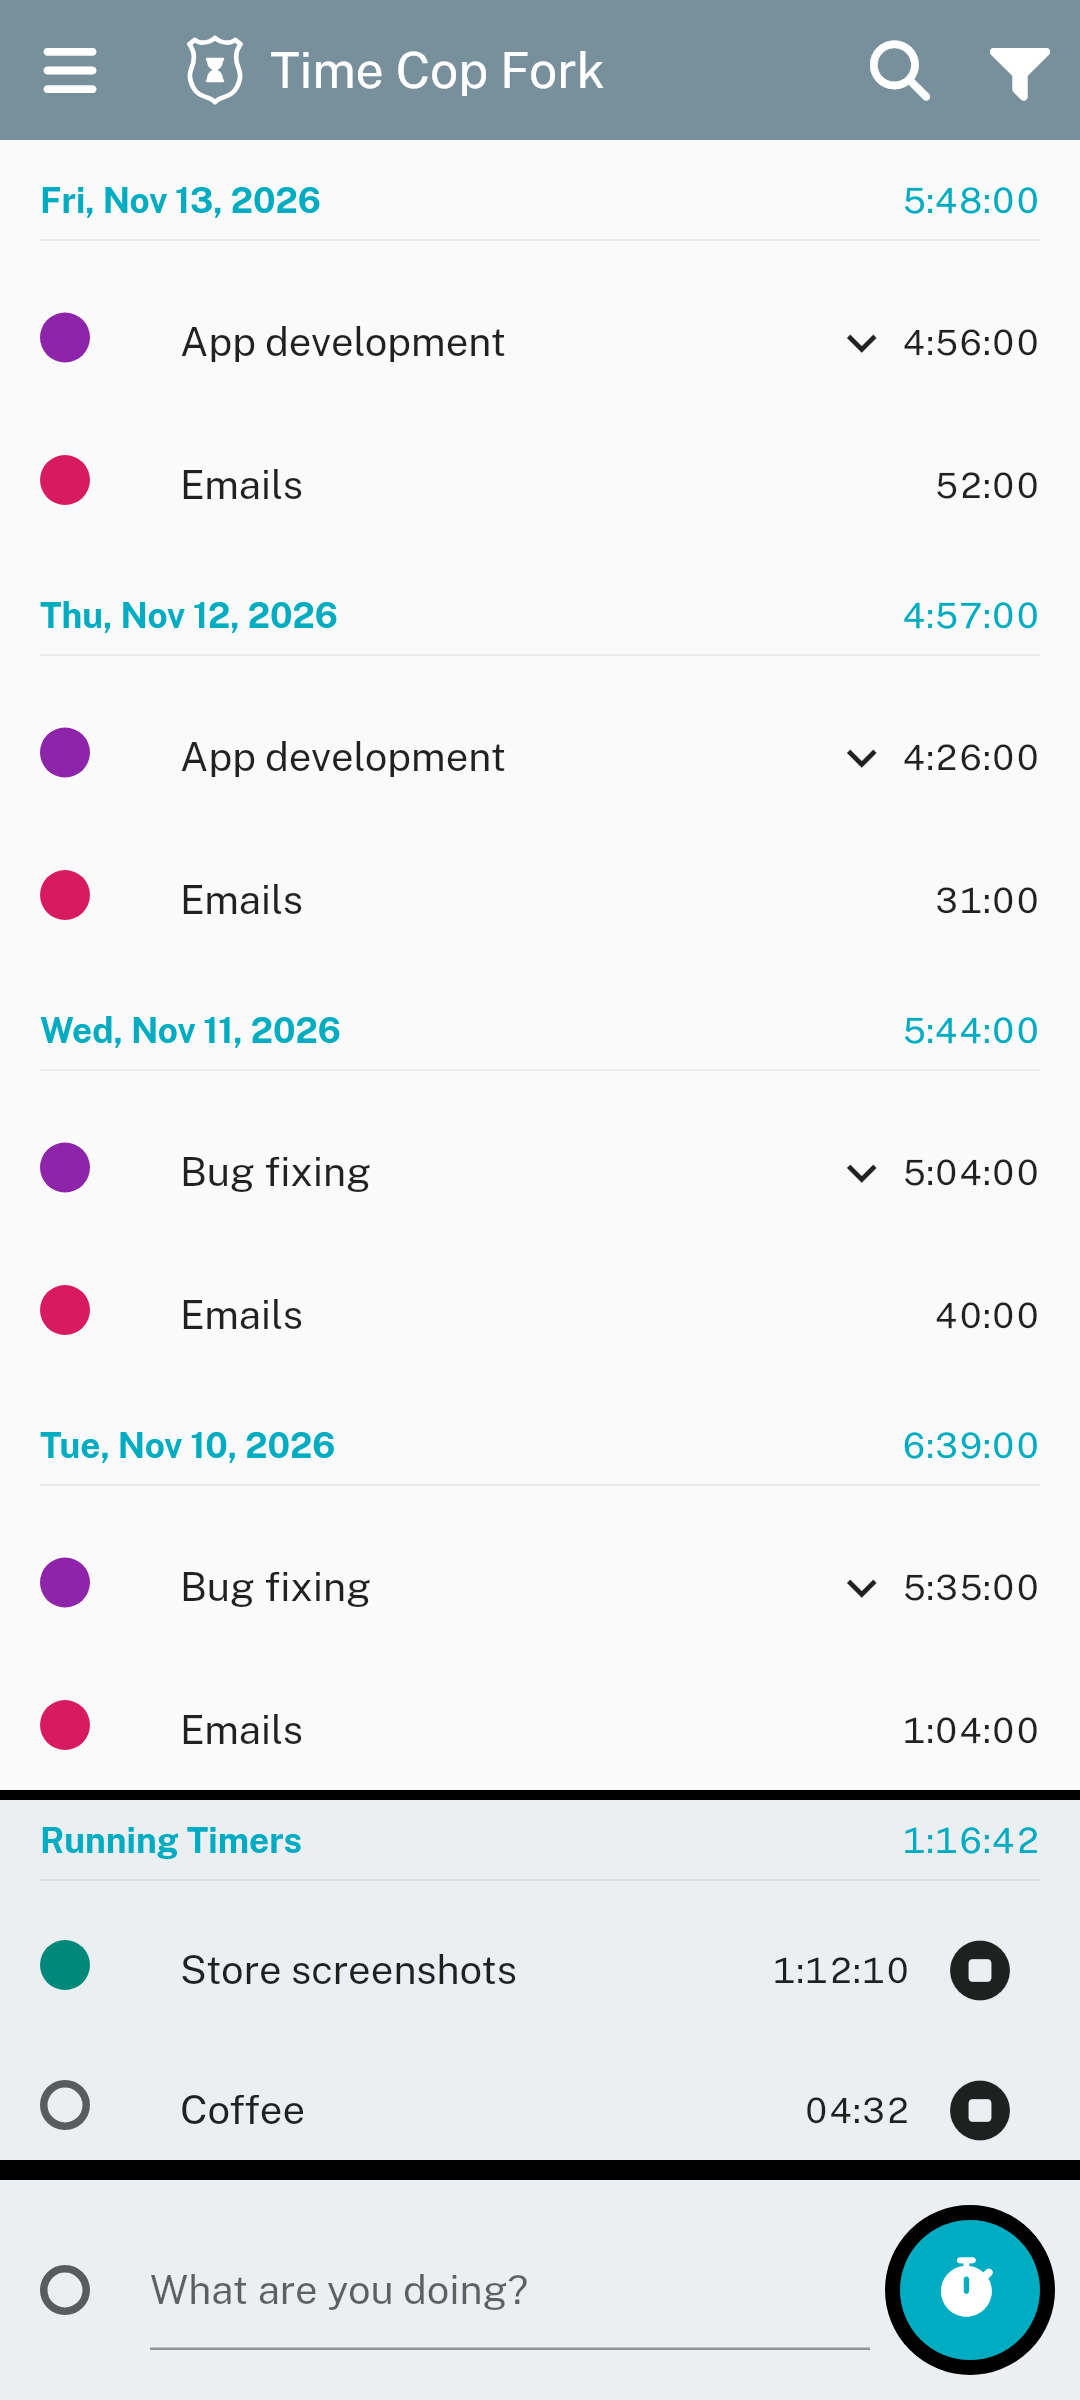 Time Cop Fork
Fri, Nov 13, 2026 5:48:00
App development 4:56:00
Emails 52:00
Thu, Nov 12, 2026 4:57:00
App development 4:26:00
Emails 31:00
Wed, Nov 11, 2026 5:44:00
Bug fixing 5:04:00
Emails 40:00
Tue, Nov 10, 2026 6:39:00
Bug fixing 5:35:00
Emails 1:04:00
Running Timers 1:16:42
Store screenshots 1:12:10
Coffee 04:32
What are you doing?